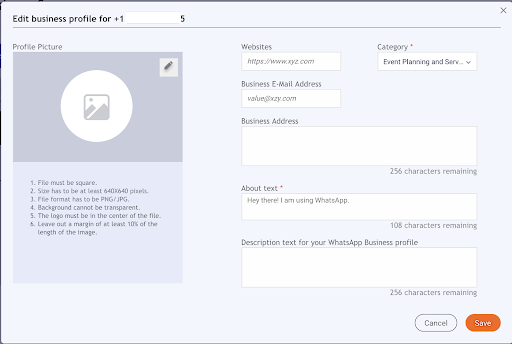 Edit business profile for +1 5
Profile Picture
1. File must be square.
2. Size has to be at least 640X640 pixels.
3. File format has to be PNG/JPG.
4. Background cannot be transparent.
5. The logo must be in the center of the file.
6. Leave out a margin of at least 10% of the
length of the image.
Websites
https://www.xyz.com
Category *
Event Planning and Serv...
Business E-Mail Address
value@xzy.com
Business Address
256 characters remaining
About text *
Hey there! I am using WhatsApp.
108 characters remaining
Description text for your WhatsApp Business profile
256 characters remaining
Cancel
Save